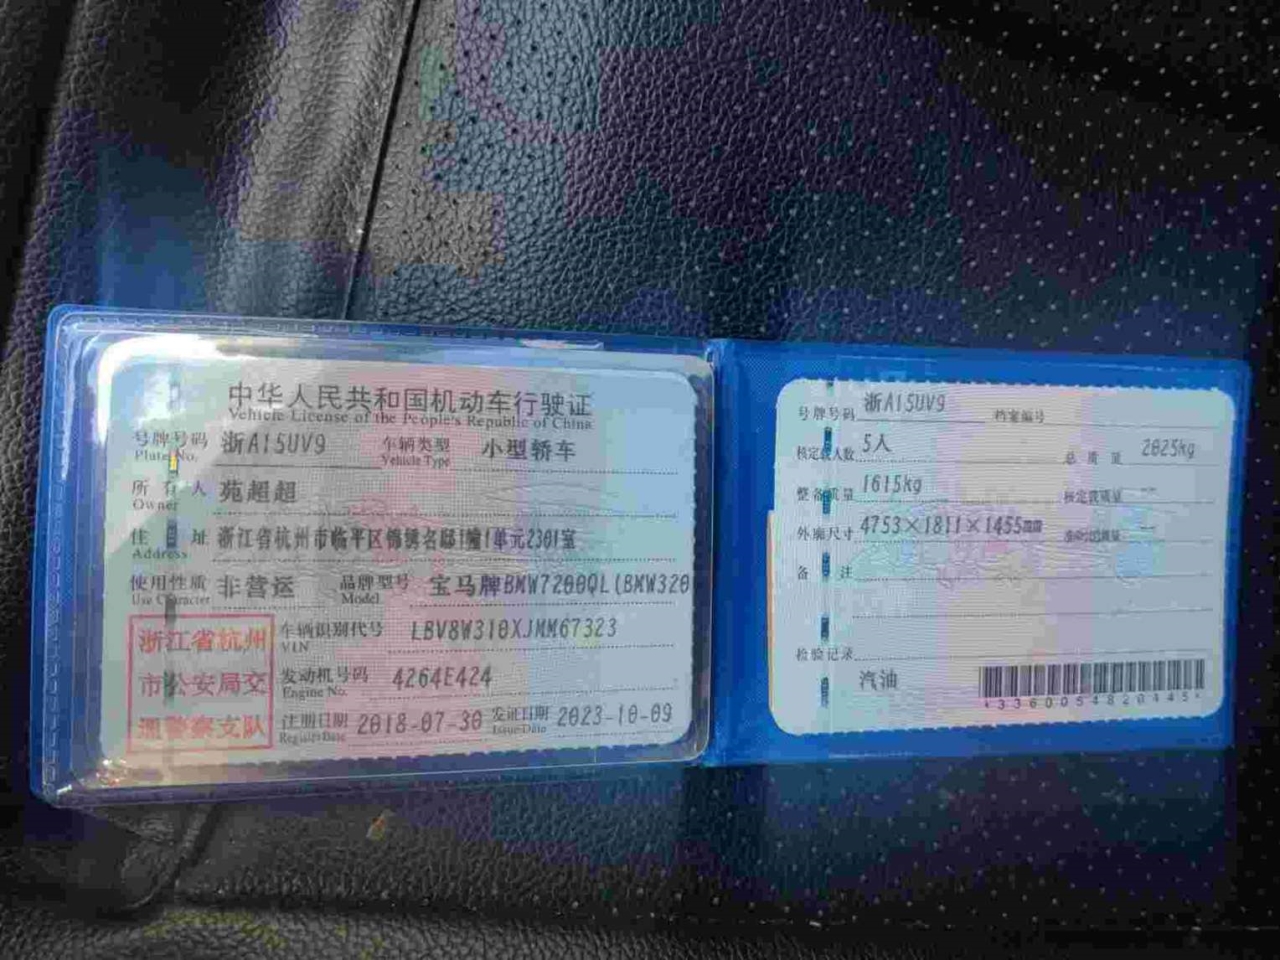 中华人民共和国机动车行驶证
Vehicle License of the People's Republic of China
号牌号码 浙A15UV9 车辆类型 小型轿车
Plate No. Vehicle Type
所有人 苑超超
Owner
住址 浙江省杭州市临平区锦绣名邸1幢1单元2301室
Address
使用性质 非营运 品牌型号 宝马牌BMW7200QL(BMW320
Use Character Model
浙江省杭州
市公安局交
通警察支队
车辆识别代号 LBV8W310XJMM67323
VIN
发动机号码 4264E424
Engine No.
注册日期 2018-07-30 发证日期 2023-10-09
Register Date Issue Date
号牌号码 浙A15UV9 档案编号
核定载人数 5人 总质量 2025kg
整备质量 1615kg 核定载质量 --
外廓尺寸 4753×1811×1455mm --
备注
检验记录
汽油